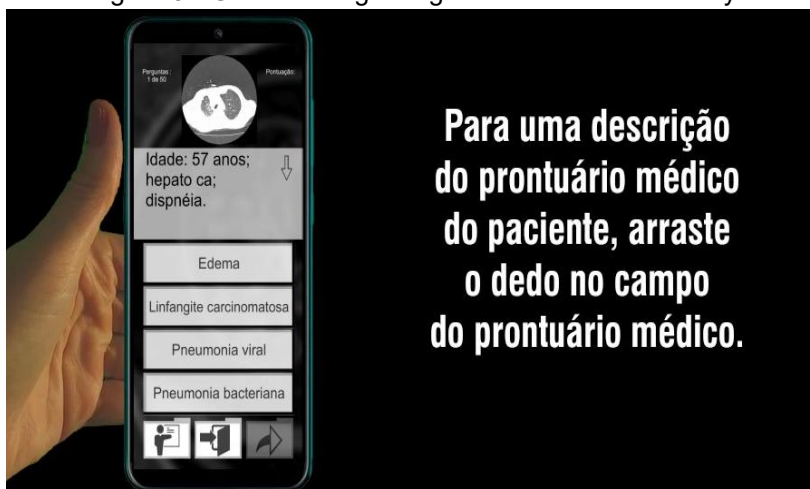 Perguntas :
1 de 50
Pontuação:
Idade: 57 anos;
hepato ca;
dispnéia.
Edema
Linfangite carcinomatosa
Pneumonia viral
Pneumonia bacteriana
Para uma descrição
do prontuário médico
do paciente, arraste
o dedo no campo
do prontuário médico.